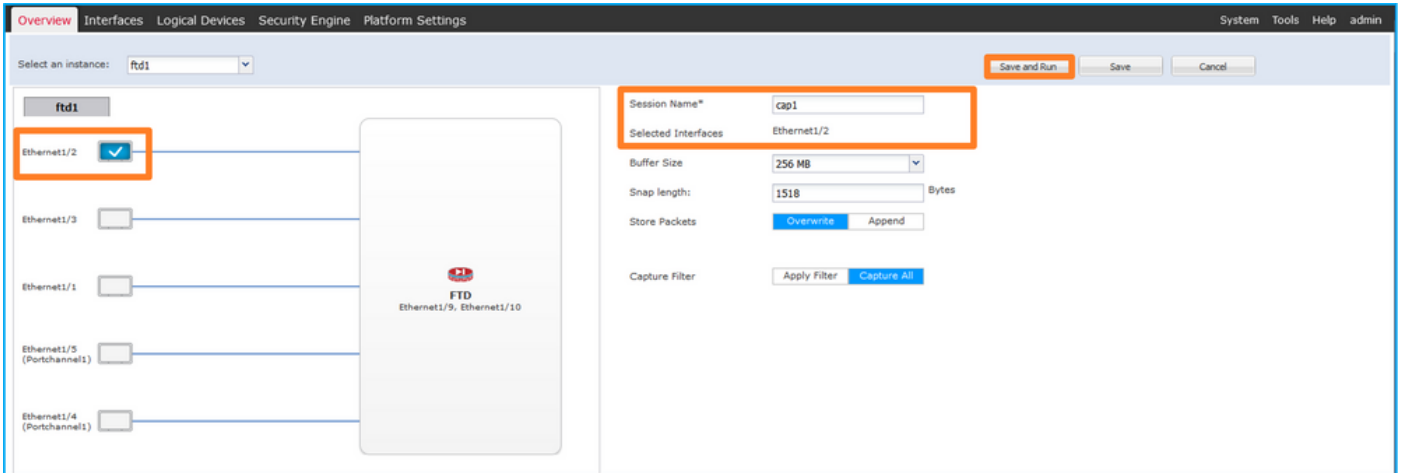 Overview Interfaces Logical Devices Security Engine Platform Settings System Tools Help admin
Select an instance: ftd1 Save and Run Save Cancel
ftd1
Ethernet1/2
Ethernet1/3
Ethernet1/1
Ethernet1/5
(Portchannel1)
Ethernet1/4
(Portchannel1)
FTD
Ethernet1/9, Ethernet1/10
Session Name* cap1
Selected Interfaces Ethernet1/2
Buffer Size 256 MB
Snap length: 1518 Bytes
Store Packets Overwrite Append
Capture Filter Apply Filter Capture All